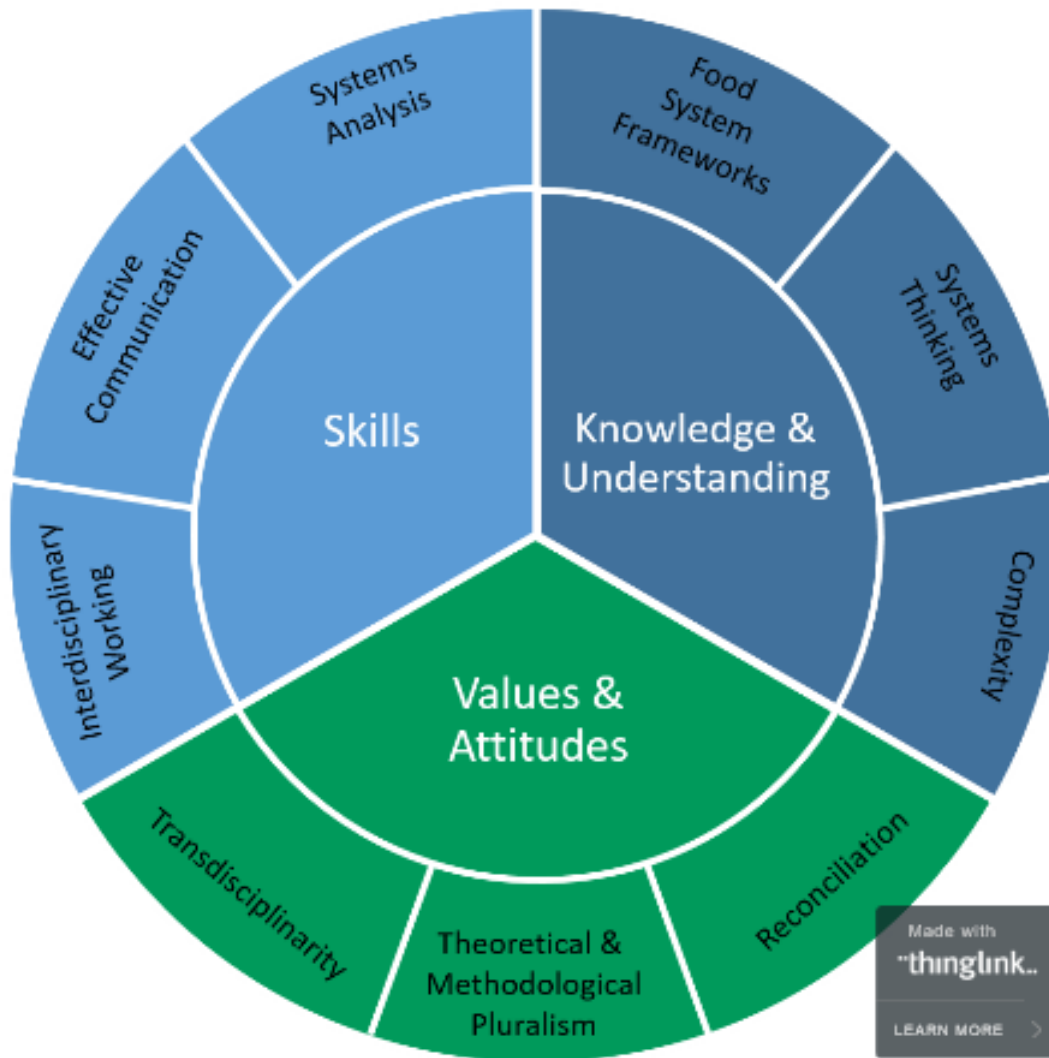 Systems
Analysis
Food
System
Frameworks
Effective
Communication
Systems
Thinking
Skills
Knowledge &
Understanding
Interdisciplinary
Working
Complexity
Values &
Attitudes
Transdisciplinarity
Theoretical &
Methodological
Pluralism
Reconciliation
Made with
¨thınglınk..
LEARN MORE